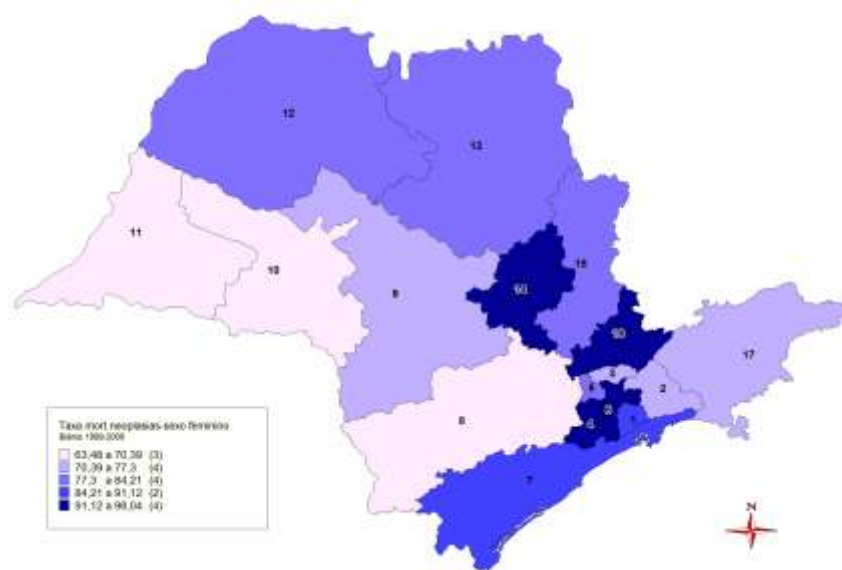 12
13
11
10
9
15
17
2
8
7
N
Taxa mort neoplasias-sexo feminino
63,48 a 70,39 (3)
70,39 a 77,3 (4)
77,3 a 84,21 (4)
84,21 a 91,12 (2)
91,12 a 98,04 (4)